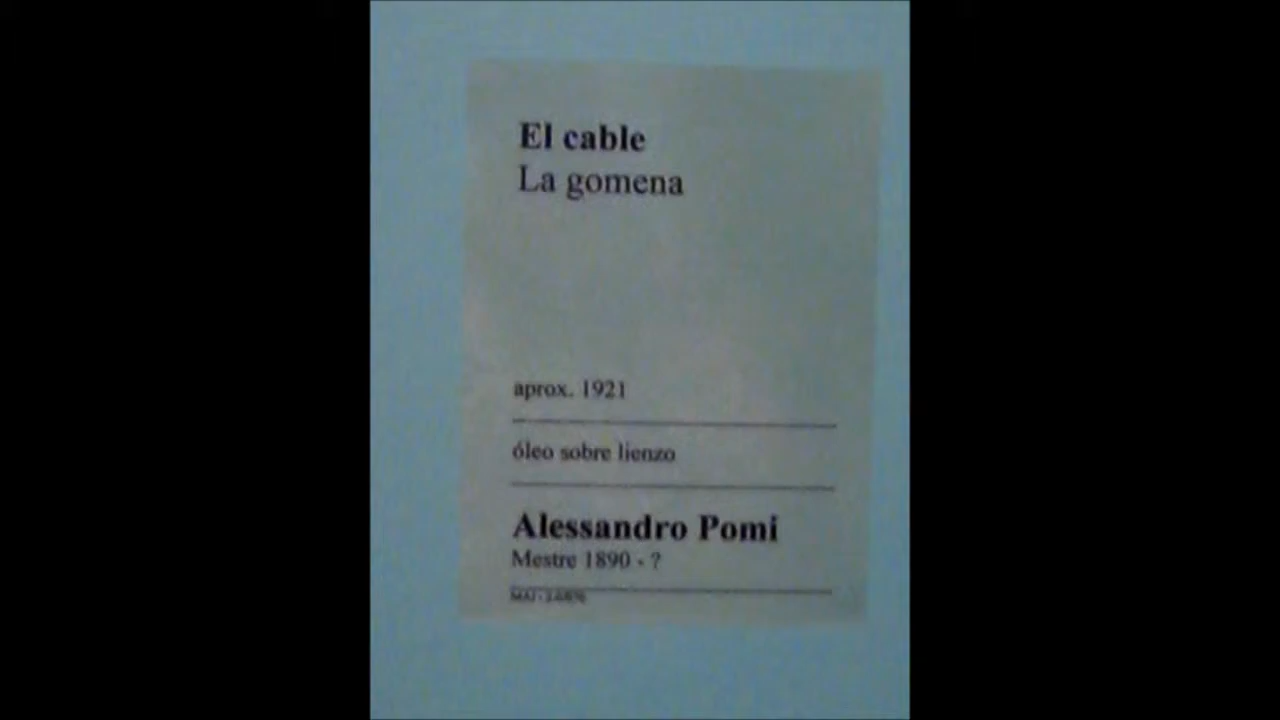 El cable
La gomena
aprox. 1921
óleo sobre lienzo
Alessandro Pomi
Mestre 1890 - ?